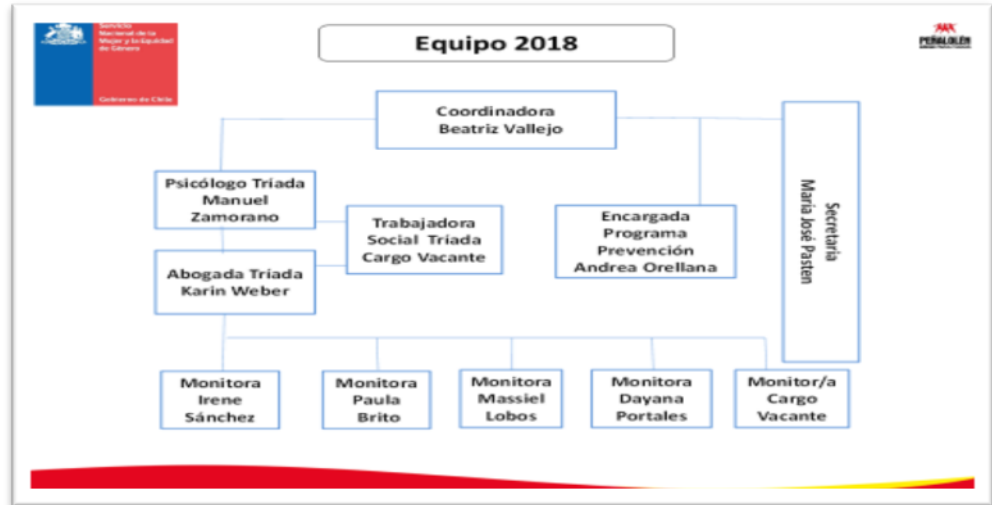 Servicio
Nacional de la
Mujer y la Equidad
de Género
Gobierno de Chile
Equipo 2018
PEÑALOLÉN
Coordinadora
Beatriz Vallejo
Psicólogo Tríada
Manuel
Zamorano
Trabajadora
Social Tríada
Cargo Vacante
Encargada
Programa
Prevención
Andrea Orellana
Secretaria
María José Pasten
Abogada Tríada
Karin Weber
Monitora
Irene
Sánchez
Monitora
Paula
Brito
Monitora
Massiel
Lobos
Monitora
Dayana
Portales
Monitor/a
Cargo
Vacante